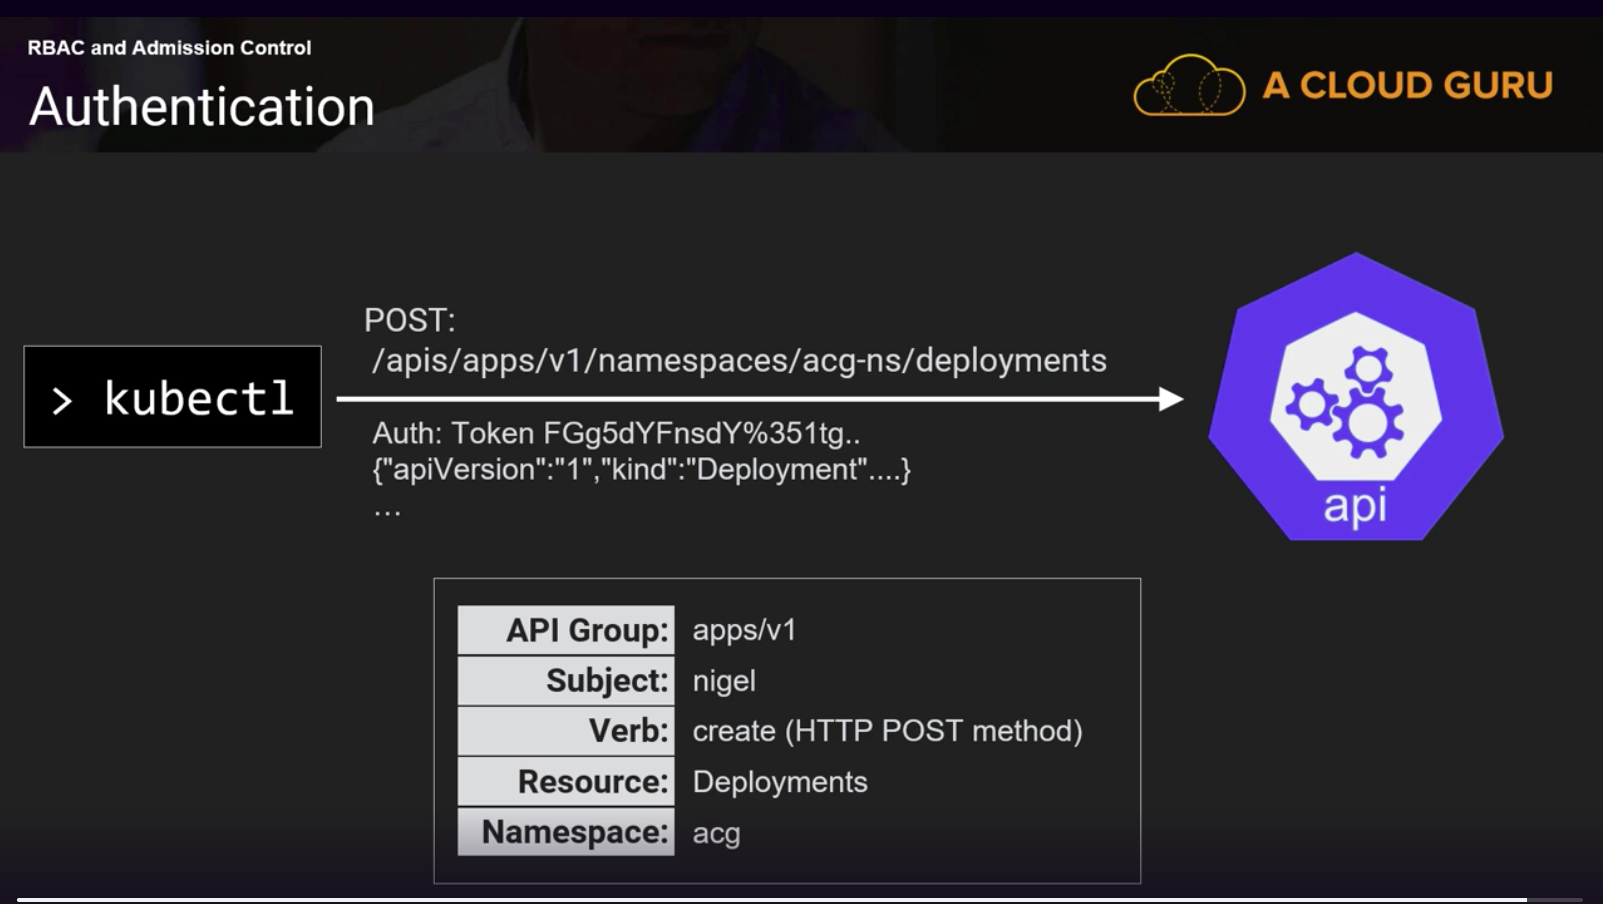 RBAC and Admission Control
Authentication
A CLOUD GURU
POST:
/apis/apps/v1/namespaces/acg-ns/deployments
> kubectl
Auth: Token FGg5dYFnsdY%351tg..
{"apiVersion":"1","kind":"Deployment"....}
...
api
API Group: apps/v1
Subject: nigel
Verb: create (HTTP POST method)
Resource: Deployments
Namespace: acg